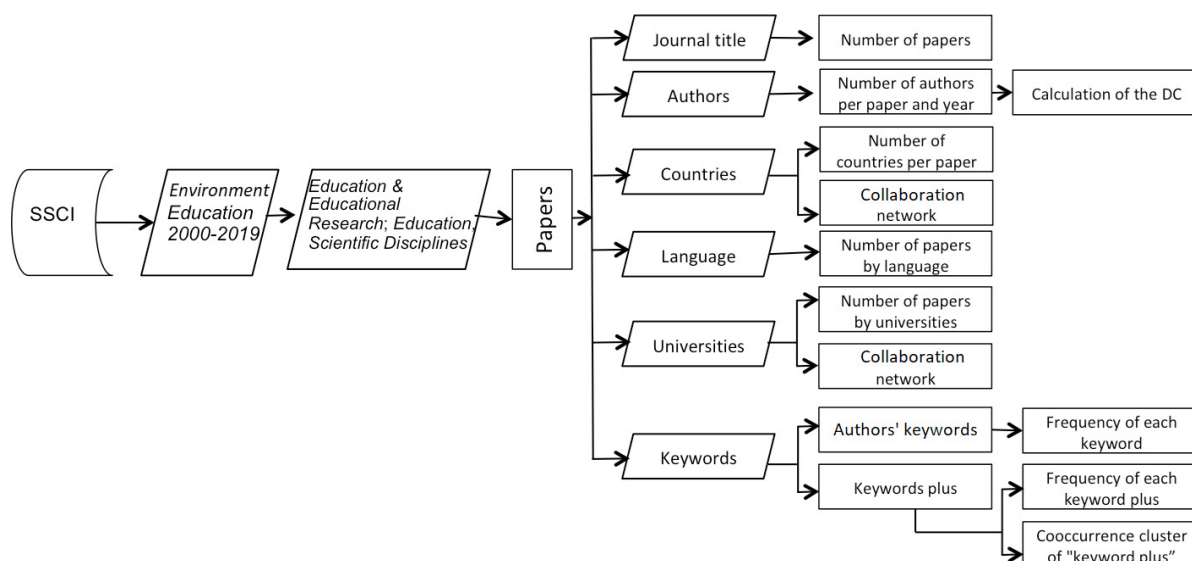 SSCI
Environment
Education
2000-2019
Education &
Educational
Research; Education,
Scientific Disciplines
Papers
Journal title
Number of papers
Authors
Number of authors
per paper and year
Calculation of the DC
Countries
Number of
countries per paper
Collaboration
network
Language
Number of papers
by language
Universities
Number of papers
by universities
Collaboration
network
Keywords
Authors' keywords
Frequency of each
keyword
Keywords plus
Frequency of each
keyword plus
Cooccurrence cluster
of "keyword plus”